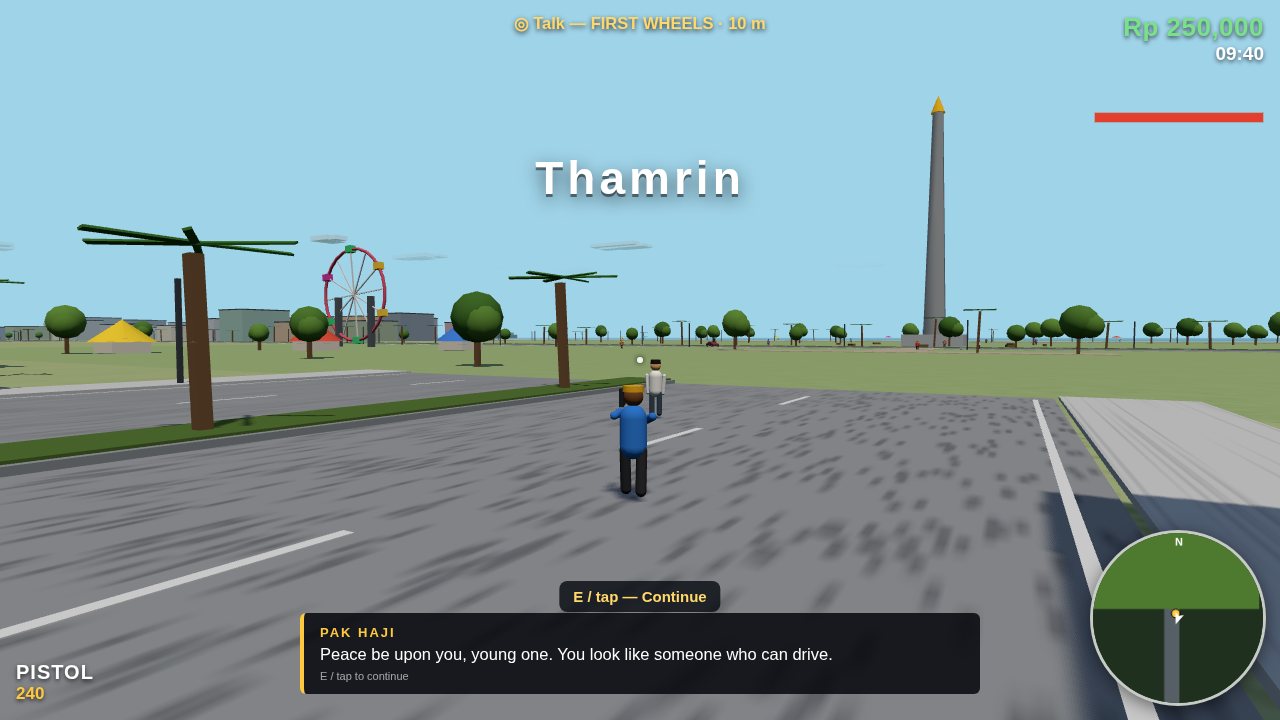 ◎ Talk — FIRST WHEELS · 10 m
Rp 250,000
09:40
Thamrin
N
E / tap — Continue
PAK HAJI
Peace be upon you, young one. You look like someone who can drive.
E / tap to continue
PISTOL
240